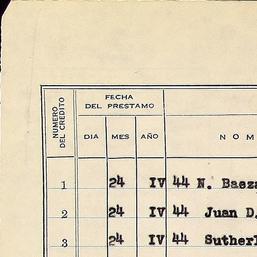 NUMERO DEL CREDITO
FECHA
DEL PRESTAMO
DIA MES AÑO
N O M
1 24 IV 44 N. Baeza
2 24 IV 44 Juan D.
3 24 IV 44 Sutherl